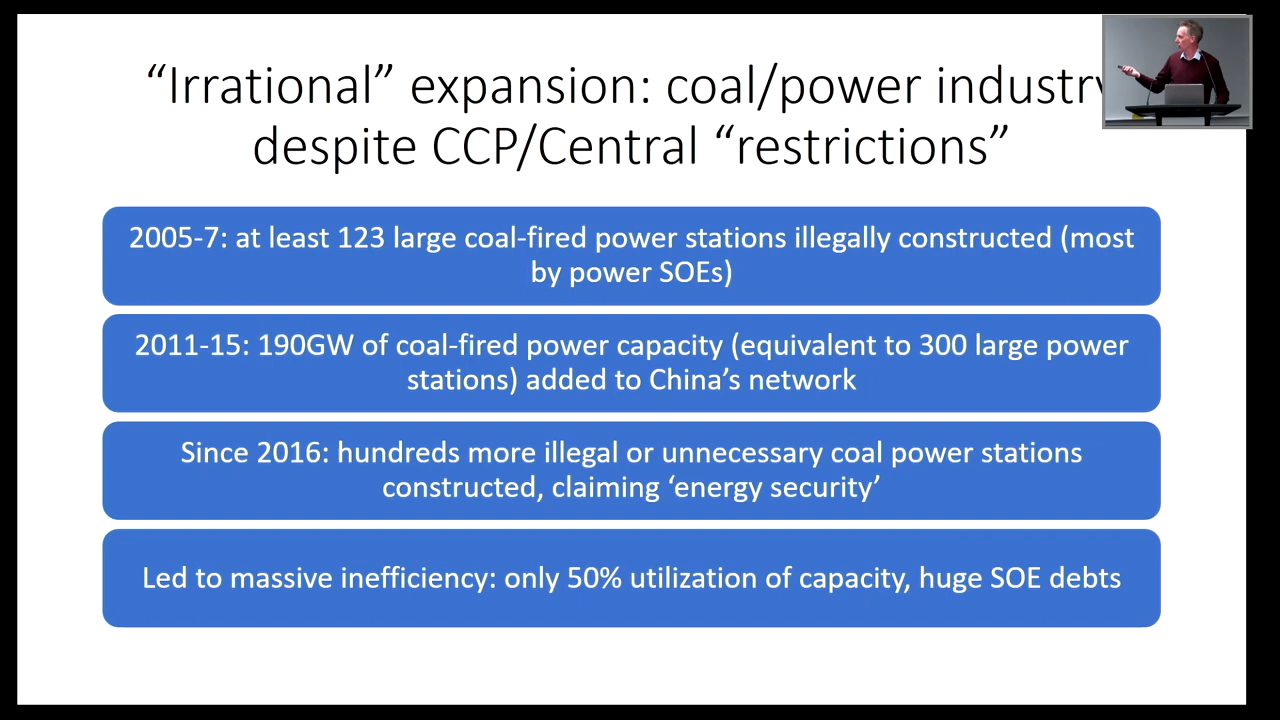 “Irrational” expansion: coal/power industry
despite CCP/Central “restrictions”
2005-7: at least 123 large coal-fired power stations illegally constructed (most
by power SOEs)
2011-15: 190GW of coal-fired power capacity (equivalent to 300 large power
stations) added to China’s network
Since 2016: hundreds more illegal or unnecessary coal power stations
constructed, claiming ‘energy security’
Led to massive inefficiency: only 50% utilization of capacity, huge SOE debts